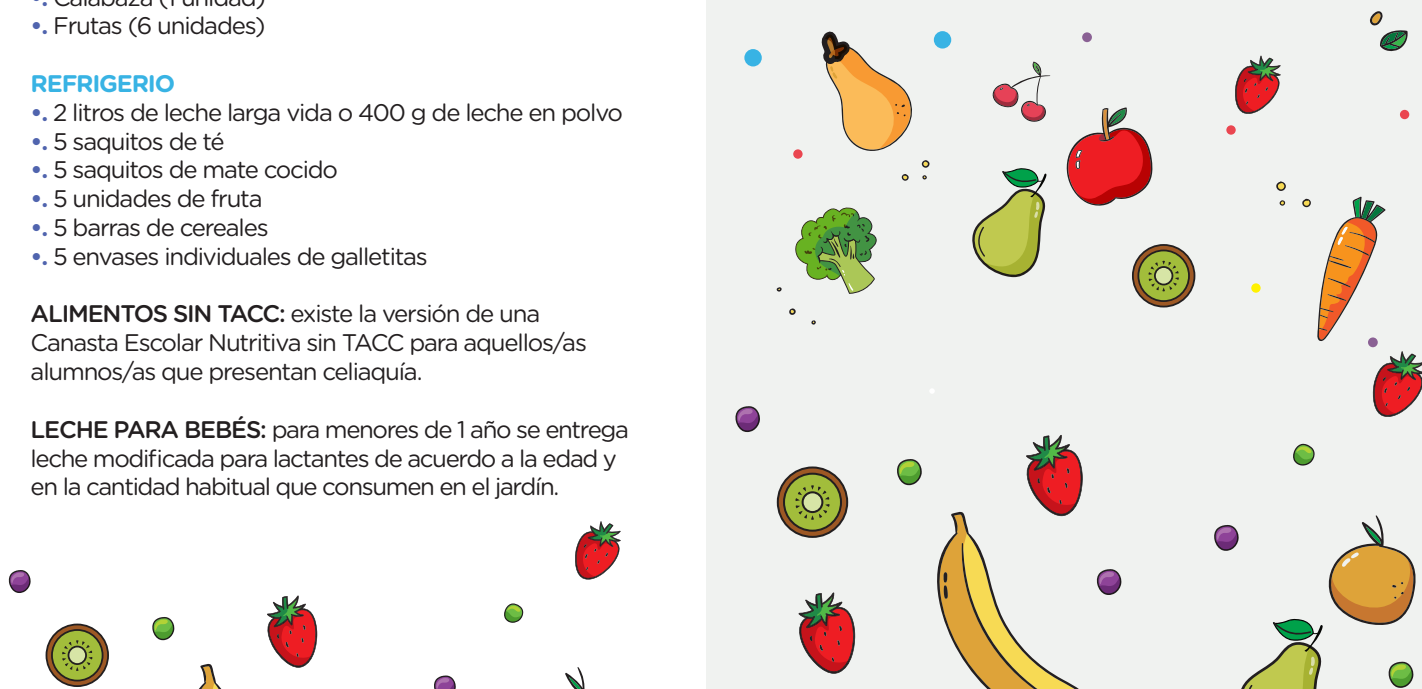 •. Calabaza (1 unidad)
•. Frutas (6 unidades)
REFRIGERIO
•. 2 litros de leche larga vida o 400 g de leche en polvo
•. 5 saquitos de té
•. 5 saquitos de mate cocido
•. 5 unidades de fruta
•. 5 barras de cereales
•. 5 envases individuales de galletitas
ALIMENTOS SIN TACC: existe la versión de una
Canasta Escolar Nutritiva sin TACC para aquellos/as
alumnos/as que presentan celiaquía.
LECHE PARA BEBÉS: para menores de 1 año se entrega
leche modificada para lactantes de acuerdo a la edad y
en la cantidad habitual que consumen en el jardín.